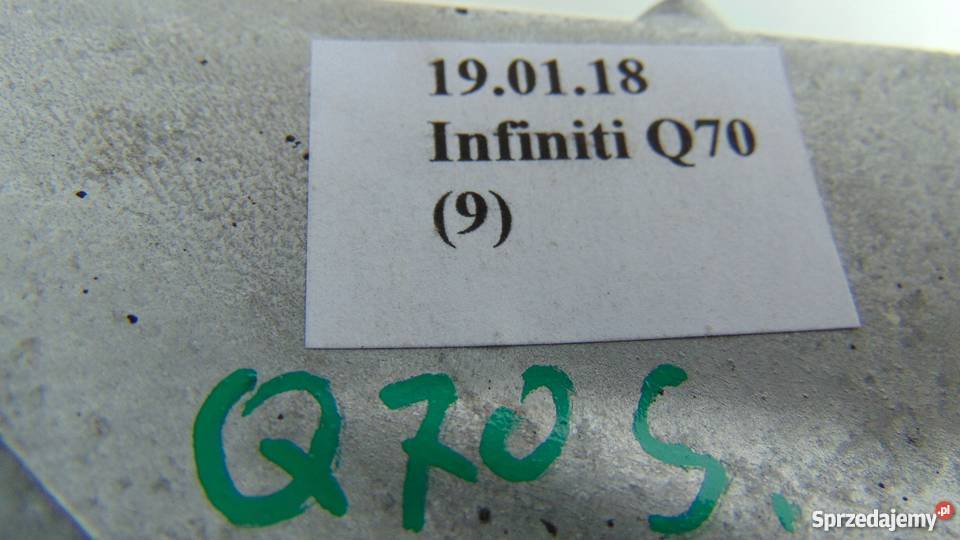 19.01.18
Infiniti Q70
(9)
Q70 S.
Sprzedajemy.pl